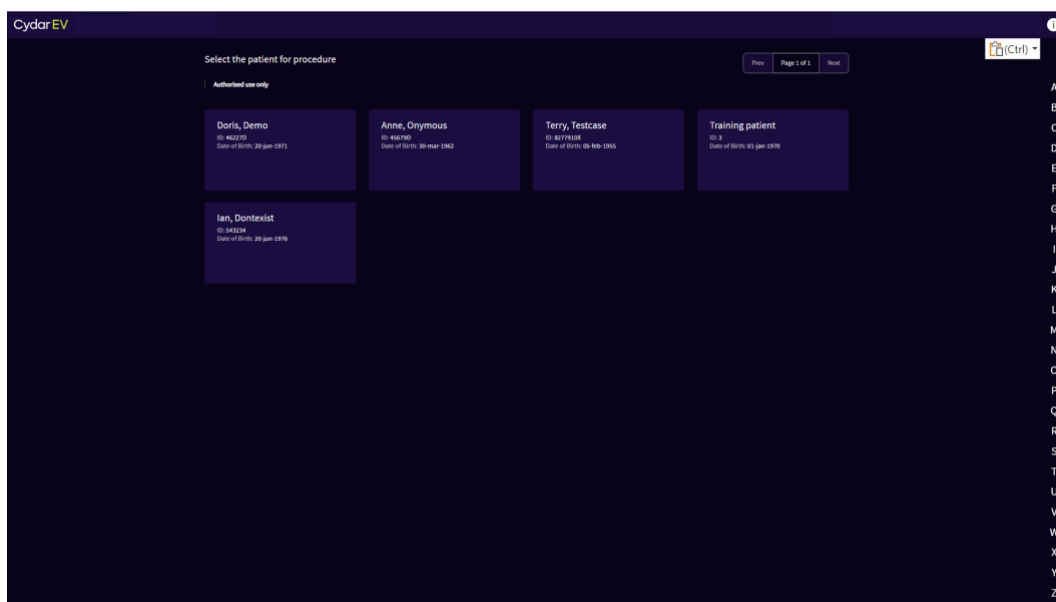 Cydar EV
i
(Ctrl)
Select the patient for procedure
Prev Page 1 of 1 Next
Authorised use only
Doris, Demo
ID: 46227D
Date of Birth: 20-jun-1971
Anne, Onymous
ID: 45679D
Date of Birth: 30-mar-1962
Terry, Testcase
ID: 8277910X
Date of Birth: 05-feb-1955
Training patient
ID: 3
Date of Birth: 01-jan-1970
Ian, Dontexist
ID: 543234
Date of Birth: 20-jun-1976
A
B
C
D
E
F
G
H
I
J
K
L
M
N
O
P
Q
R
S
T
U
V
W
X
Y
Z